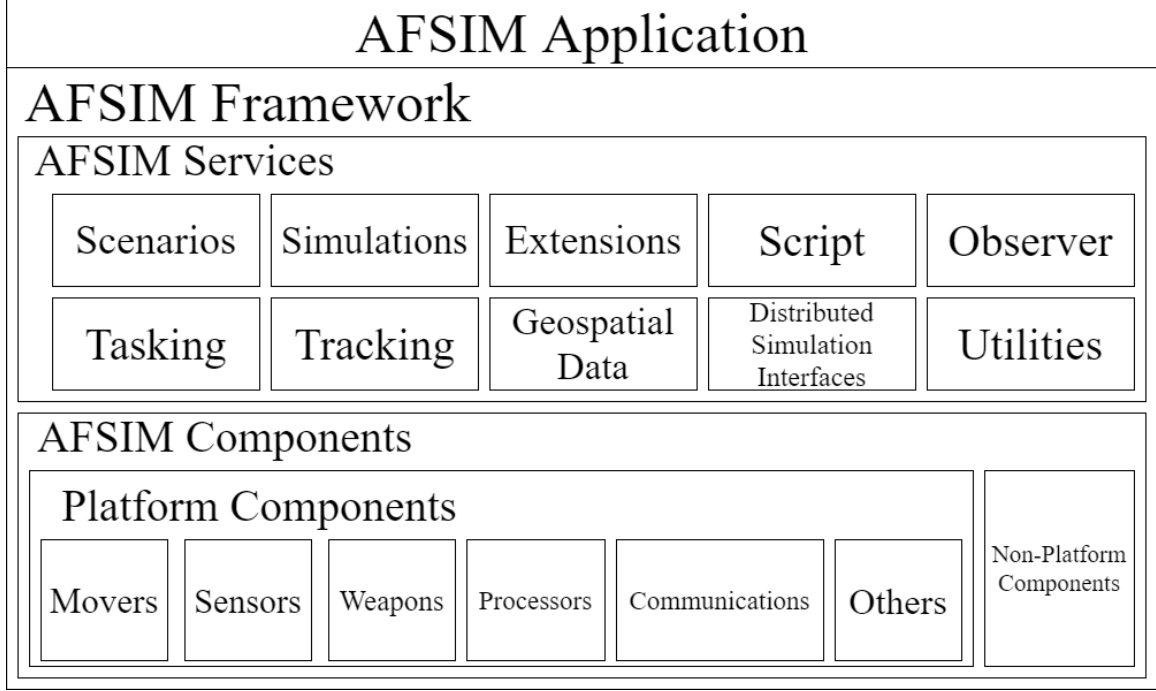 AFSIM Application
AFSIM Framework
AFSIM Services
Scenarios
Simulations
Extensions
Script
Observer
Tasking
Tracking
Geospatial
Data
Distributed
Simulation
Interfaces
Utilities
AFSIM Components
Platform Components
Movers
Sensors
Weapons
Processors
Communications
Others
Non-Platform
Components